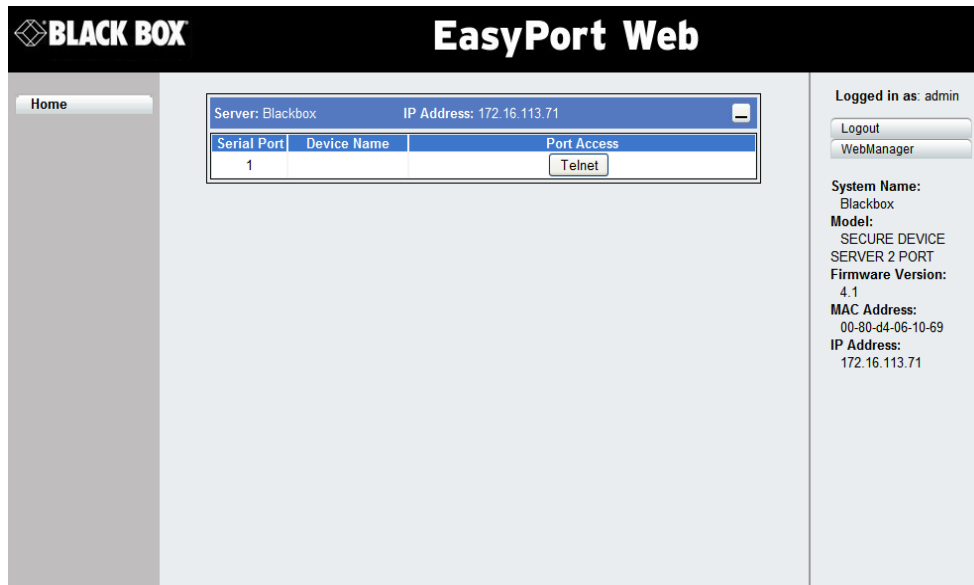 BLACK BOX
EasyPort Web
Home
Server: Blackbox IP Address: 172.16.113.71
Serial Port Device Name Port Access
1 Telnet
Logged in as: admin
Logout
WebManager
System Name:
Blackbox
Model:
SECURE DEVICE
SERVER 2 PORT
Firmware Version:
4.1
MAC Address:
00-80-d4-06-10-69
IP Address:
172.16.113.71